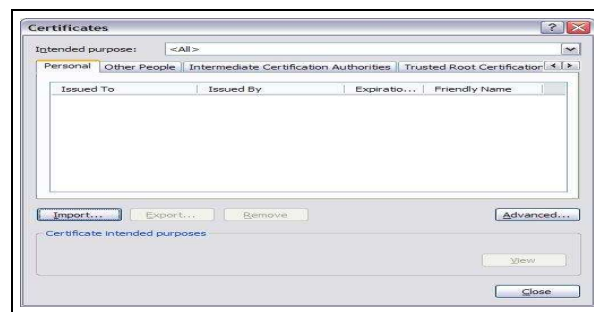 Certificates
Intended purpose: <All>
Personal Other People Intermediate Certification Authorities Trusted Root Certification
Issued To Issued By Expiratio... Friendly Name
Import... Export... Remove Advanced...
Certificate intended purposes
View
Close